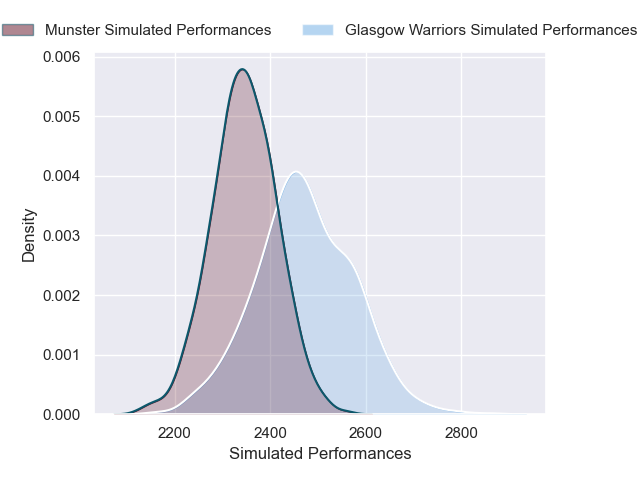 Munster Simulated Performances
Glasgow Warriors Simulated Performances
0.006
0.005
0.004
0.003
0.002
0.001
0.000
Density
2200
2400
2600
2800
Simulated Performances